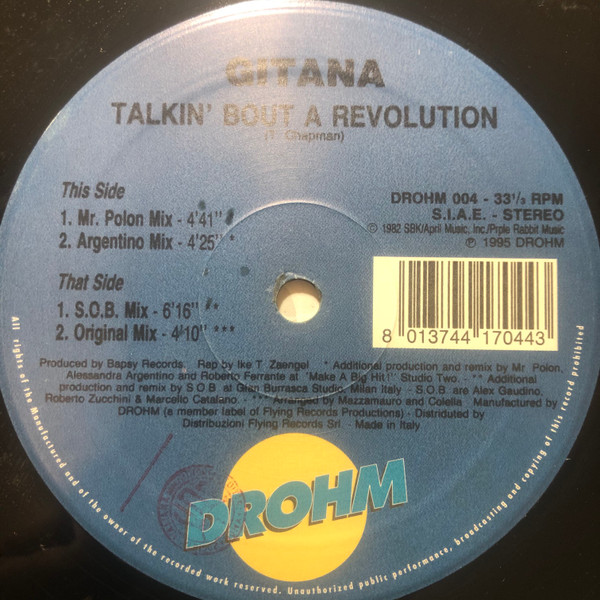 GITANA
TALKIN' BOUT A REVOLUTION
(T. Chapman)
This Side
1. Mr. Polon Mix - 4'41" *
2. Argentino Mix - 4'25" *
That Side
1. S.O.B. Mix - 6'16" **
2. Original Mix - 4'10" ***
DROHM 004 - 33¹/₃ RPM
S.I.A.E. - STEREO
© 1982 SBK/April Music, Inc./Prple Rabbit Music
℗ 1995 DROHM
8 013744 170443
Produced by Bapsy Records. Rap by Ike T. Zaengel * Additional production and remix by Mr. Polon,
Alessandra Argentino and Roberto Ferrante at 'Make A Big Hit!' Studio Two. - ** Additional
production and remix by S.O.B. at Gian Burrasca Studio, Milan Italy - S.O.B. are Alex Gaudino,
Roberto Zucchini & Marcello Catalano. - *** Arranged by Mazzamauro and Colella - Manufactured by
DROHM (a member label of Flying Records Productions) - Distriduted by
Distribuzioni Flying Records Srl. - Made in Italy
DROHM
All rights of the Manufactured and of the owner of the recorded work reserved. Unauthorized public performance, broadcasting and copying of this record prohibited